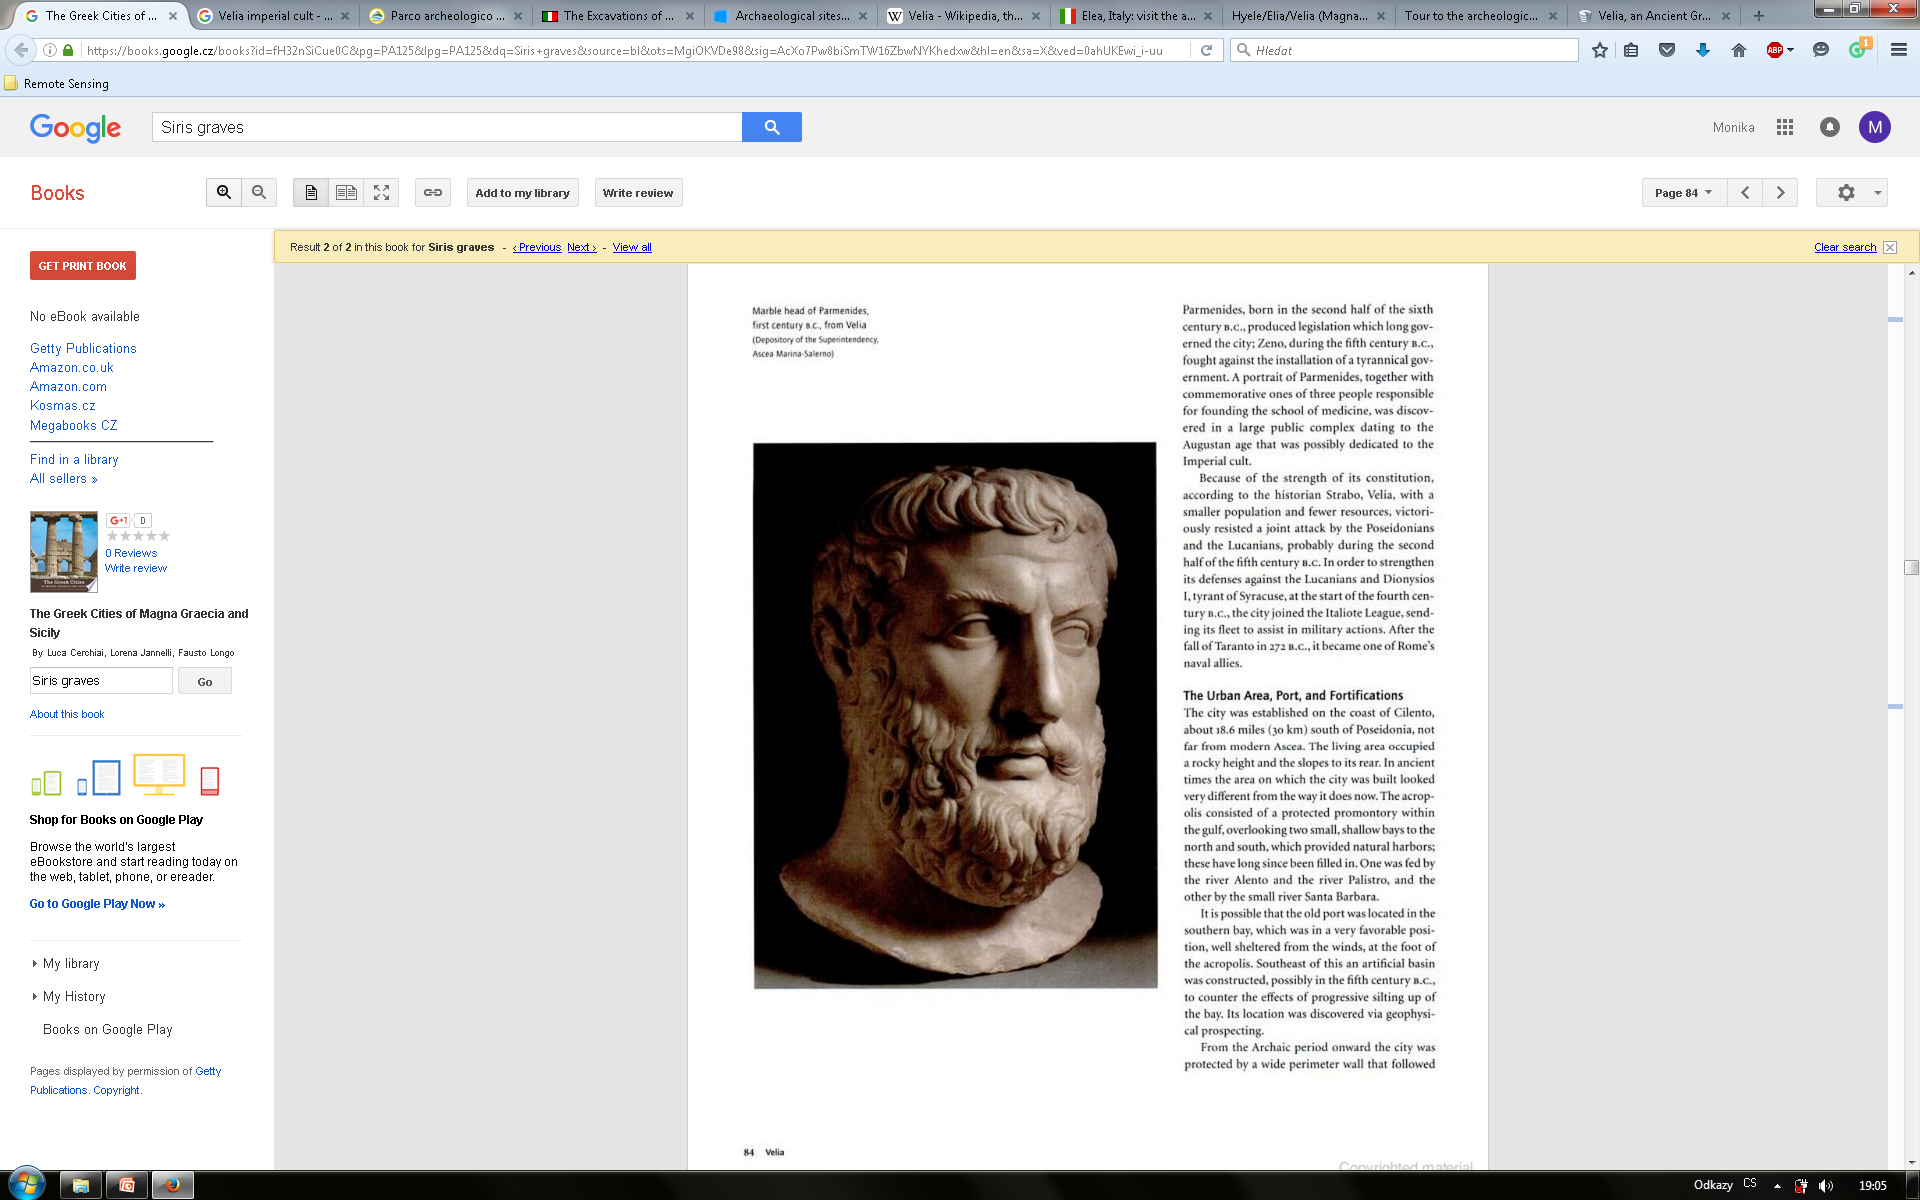 The Greek Cities of ...
Velia imperial cult - ...
Parco archeologico ...
The Excavations of ...
Archaeological sites...
Velia - Wikipedia, th...
Elea, Italy: visit the a...
Hyele/Elia/Velia (Magna...
Tour to the archeologic...
Velia, an Ancient Gr...
https://books.google.cz/books?id=fH32nSiCue0C&pg=PA125&lpg=PA125&dq=Siris+graves&source=bl&ots=MgiOKVDe98&sig=AcXo7Pw8biSmTW16ZbwNYKhedxw&hl=en&sa=X&ved=0ahUKEwi_i-uu
Hledat
ABP
1
Remote Sensing
Google
Siris graves
Monika
M
Books
Add to my library
Write review
Page 84
Result 2 of 2 in this book for Siris graves - ‹ Previous Next › - View all
Clear search
GET PRINT BOOK
No eBook available
Getty Publications
Amazon.co.uk
Amazon.com
Kosmas.cz
Megabooks CZ
Find in a library
All sellers »
G+1 0
0 Reviews
Write review
The Greek Cities
The Greek Cities of Magna Graecia and
Sicily
By Luca Cerchiai, Lorena Jannelli, Fausto Longo
Siris graves
Go
About this book
Shop for Books on Google Play
Browse the world's largest
eBookstore and start reading today on
the web, tablet, phone, or ereader.
Go to Google Play Now »
My library
My History
Books on Google Play
Pages displayed by permission of Getty
Publications. Copyright.
Marble head of Parmenides,
first century B.C., from Velia
(Depository of the Superintendency,
Ascea Marina-Salerno)
Parmenides, born in the second half of the sixth
century B.C., produced legislation which long gov-
erned the city; Zeno, during the fifth century B.C.,
fought against the installation of a tyrannical gov-
ernment. A portrait of Parmenides, together with
commemorative ones of three people responsible
for founding the school of medicine, was discov-
ered in a large public complex dating to the
Augustan age that was possibly dedicated to the
Imperial cult.
Because of the strength of its constitution,
according to the historian Strabo, Velia, with a
smaller population and fewer resources, victori-
ously resisted a joint attack by the Poseidonians
and the Lucanians, probably during the second
half of the fifth century B.C. In order to strengthen
its defenses against the Lucanians and Dionysios
I, tyrant of Syracuse, at the start of the fourth cen-
tury B.C., the city joined the Italiote League, send-
ing its fleet to assist in military actions. After the
fall of Taranto in 272 B.C., it became one of Rome's
naval allies.
The Urban Area, Port, and Fortifications
The city was established on the coast of Cilento,
about 18.6 miles (30 km) south of Poseidonia, not
far from modern Ascea. The living area occupied
a rocky height and the slopes to its rear. In ancient
times the area on which the city was built looked
very different from the way it does now. The acrop-
olis consisted of a protected promontory within
the gulf, overlooking two small, shallow bays to the
north and south, which provided natural harbors;
these have long since been filled in. One was fed by
the river Alento and the river Palistro, and the
other by the small river Santa Barbara.
It is possible that the old port was located in the
southern bay, which was in a very favorable posi-
tion, well sheltered from the winds, at the foot of
the acropolis. Southeast of this an artificial basin
was constructed, possibly in the fifth century B.C.,
to counter the effects of progressive silting up of
the bay. Its location was discovered via geophysi-
cal prospecting.
From the Archaic period onward the city was
protected by a wide perimeter wall that followed
84 Velia
Copyrighted material
Odkazy
CS
19:05